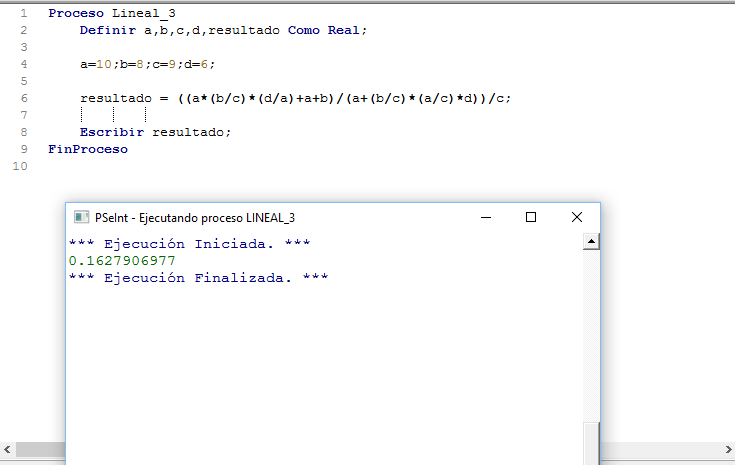 1 Proceso Lineal_3
2 Definir a,b,c,d,resultado Como Real;
3
4 a=10;b=8;c=9;d=6;
5
6 resultado = ((a*(b/c)*(d/a)+a+b)/(a+(b/c)*(a/c)*d))/c;
7
8 Escribir resultado;
9 FinProceso
10
PSeInt - Ejecutando proceso LINEAL_3
*** Ejecución Iniciada. ***
0.1627906977
*** Ejecución Finalizada. ***